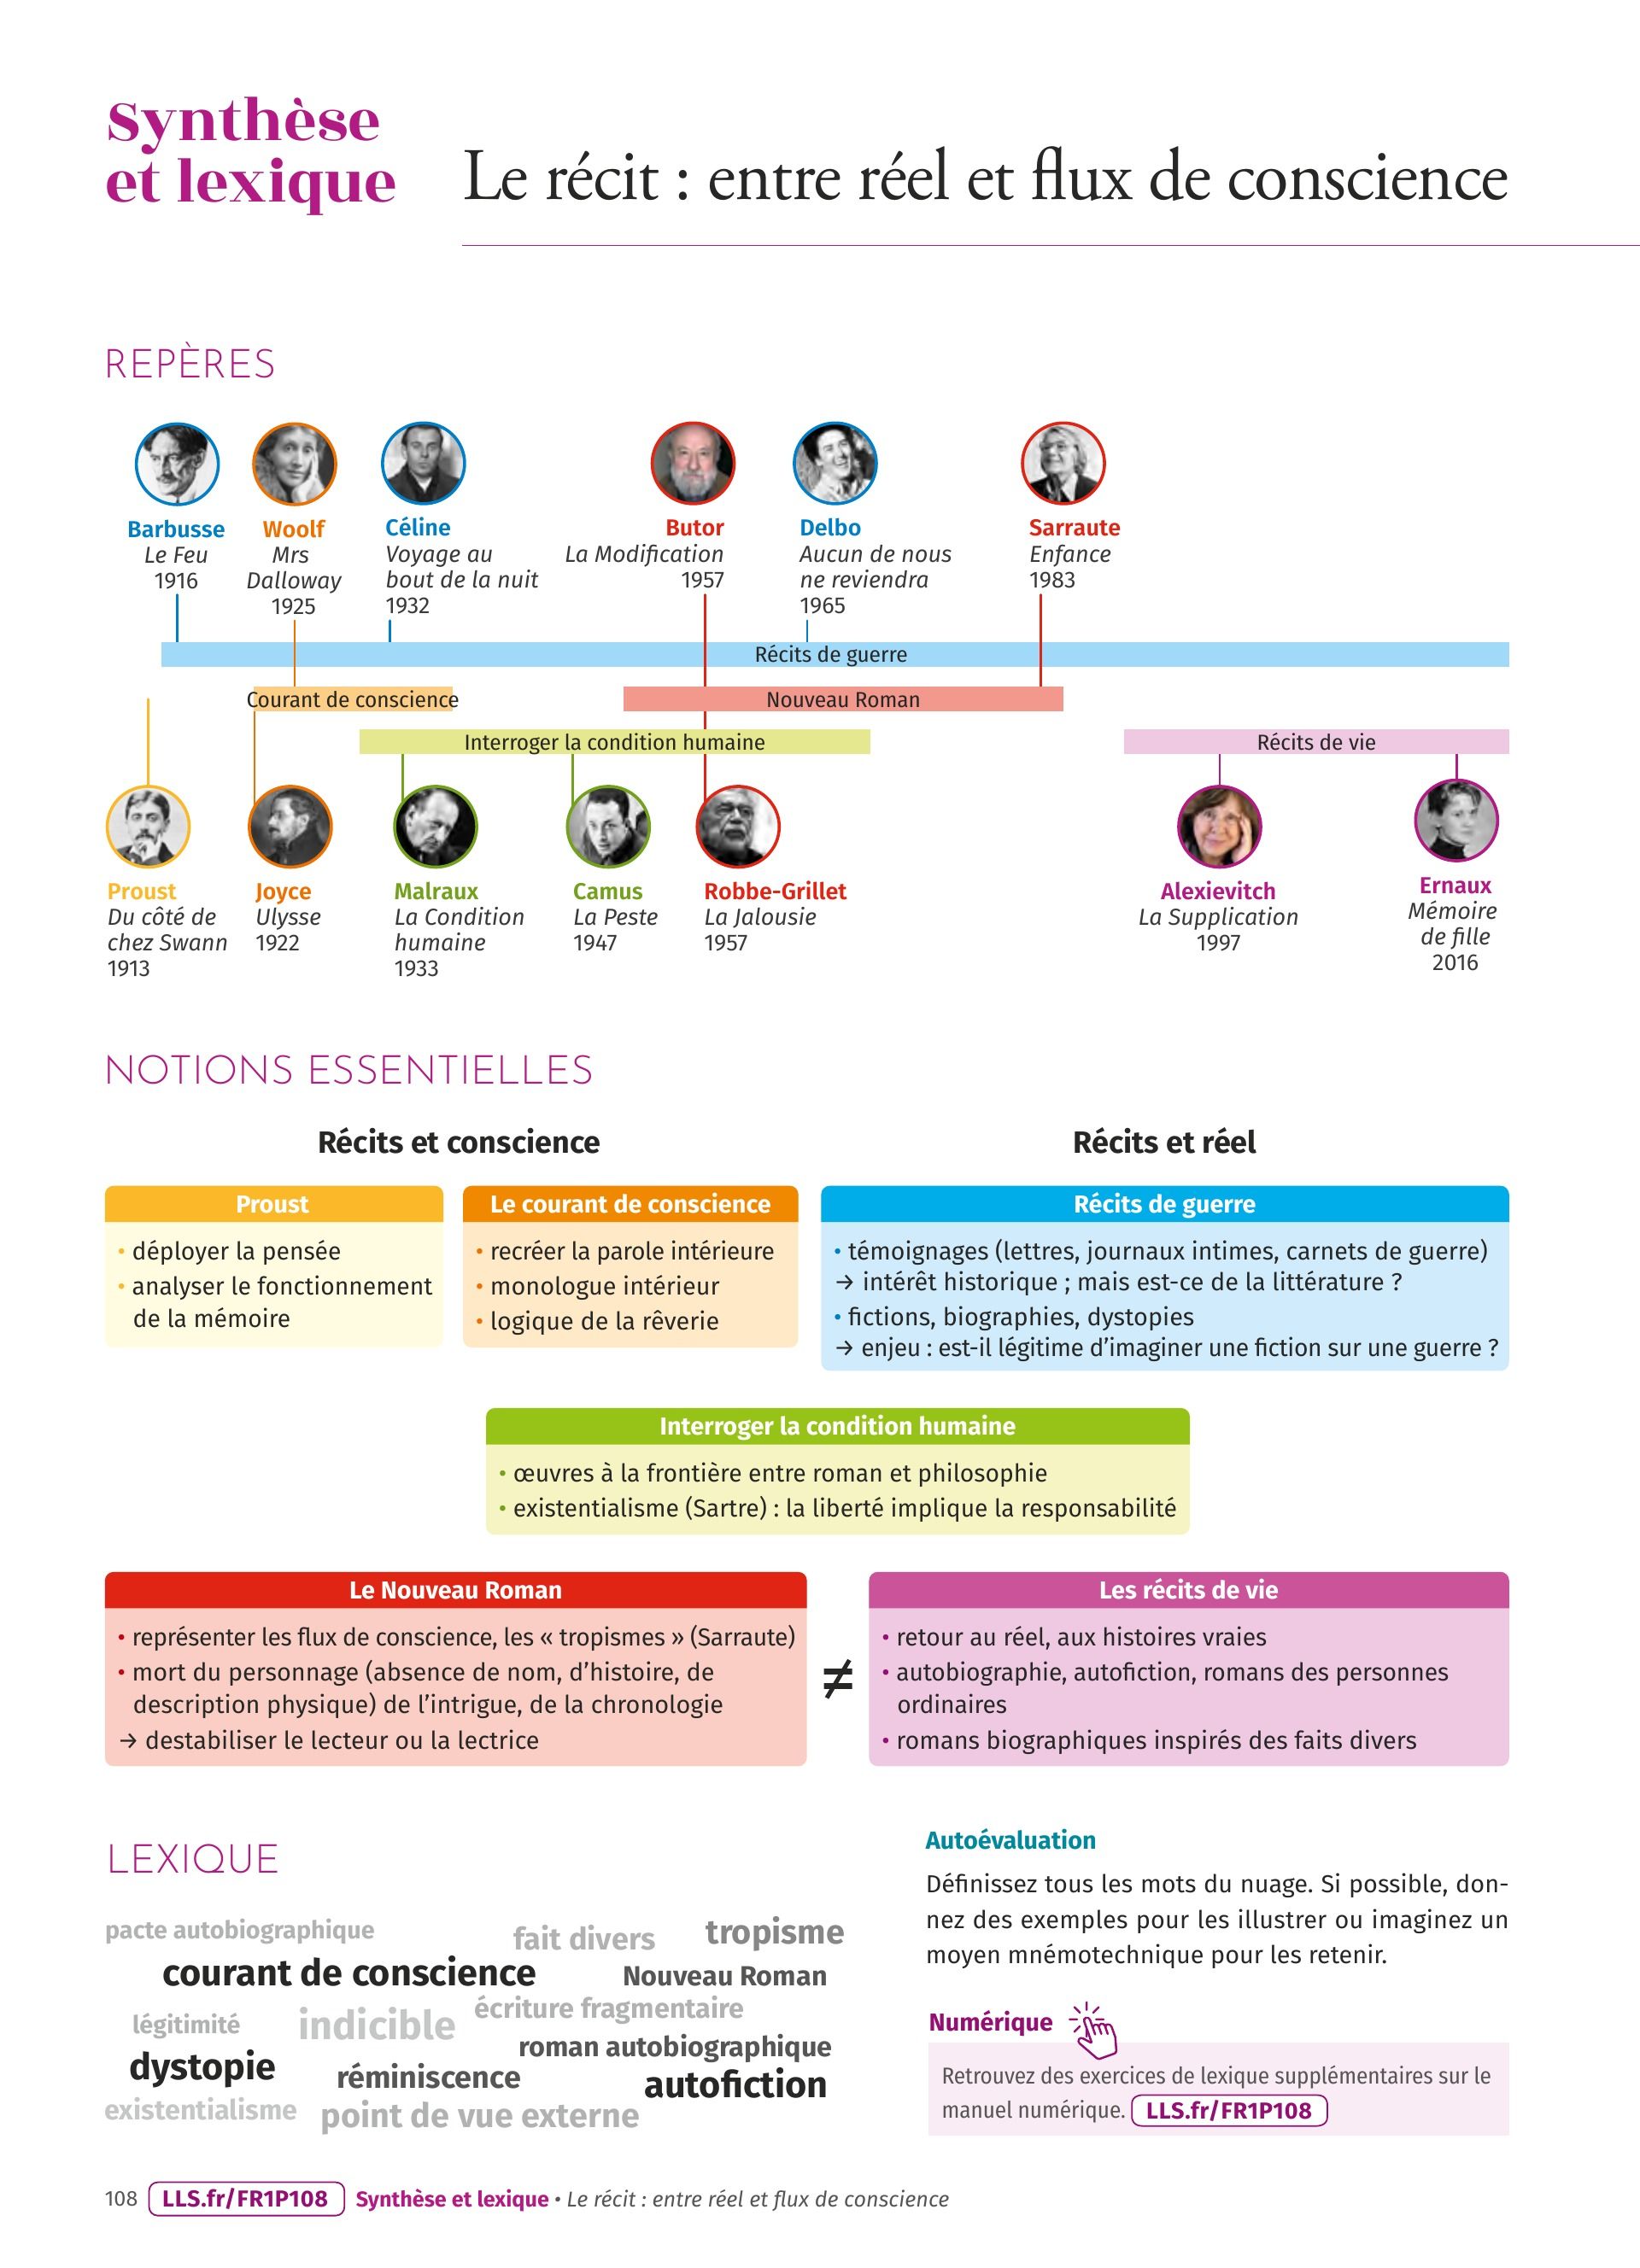 Synthèse
et lexique
Le récit : entre réel et flux de conscience
REPÈRES
Barbusse
Le Feu
1916
Woolf
Mrs
Dalloway
1925
Céline
Voyage au
bout de la nuit
1932
Butor
La Modification
1957
Delbo
Aucun de nous
ne reviendra
1965
Sarraute
Enfance
1983
Récits de guerre
Courant de conscience
Nouveau Roman
Interroger la condition humaine
Récits de vie
Proust
Du côté de
chez Swann
1913
Joyce
Ulysse
1922
Malraux
La Condition
humaine
1933
Camus
La Peste
1947
Robbe-Grillet
La Jalousie
1957
Alexievitch
La Supplication
1997
Ernaux
Mémoire
de fille
2016
NOTIONS ESSENTIELLES
Récits et conscience
Récits et réel
Proust
• déployer la pensée
• analyser le fonctionnement
de la mémoire
Le courant de conscience
• recréer la parole intérieure
• monologue intérieur
• logique de la rêverie
Récits de guerre
• témoignages (lettres, journaux intimes, carnets de guerre)
→ intérêt historique ; mais est-ce de la littérature ?
• fictions, biographies, dystopies
→ enjeu : est-il légitime d'imaginer une fiction sur une guerre ?
Interroger la condition humaine
• œuvres à la frontière entre roman et philosophie
• existentialisme (Sartre) : la liberté implique la responsabilité
Le Nouveau Roman
• représenter les flux de conscience, les « tropismes » (Sarraute)
• mort du personnage (absence de nom, d'histoire, de
description physique) de l'intrigue, de la chronologie
→ destabiliser le lecteur ou la lectrice
≠
Les récits de vie
• retour au réel, aux histoires vraies
• autobiographie, autofiction, romans des personnes
ordinaires
• romans biographiques inspirés des faits divers
LEXIQUE
pacte autobiographique
fait divers
tropisme
courant de conscience
Nouveau Roman
légitimité
indicible
écriture fragmentaire
roman autobiographique
dystopie
réminiscence
autofiction
existentialisme
point de vue externe
Autoévaluation
Définissez tous les mots du nuage. Si possible, don-
nez des exemples pour les illustrer ou imaginez un
moyen mnémotechnique pour les retenir.
Numérique
Retrouvez des exercices de lexique supplémentaires sur le
manuel numérique. LLS.fr/FR1P108
108 LLS.fr/FR1P108 Synthèse et lexique • Le récit : entre réel et flux de conscience